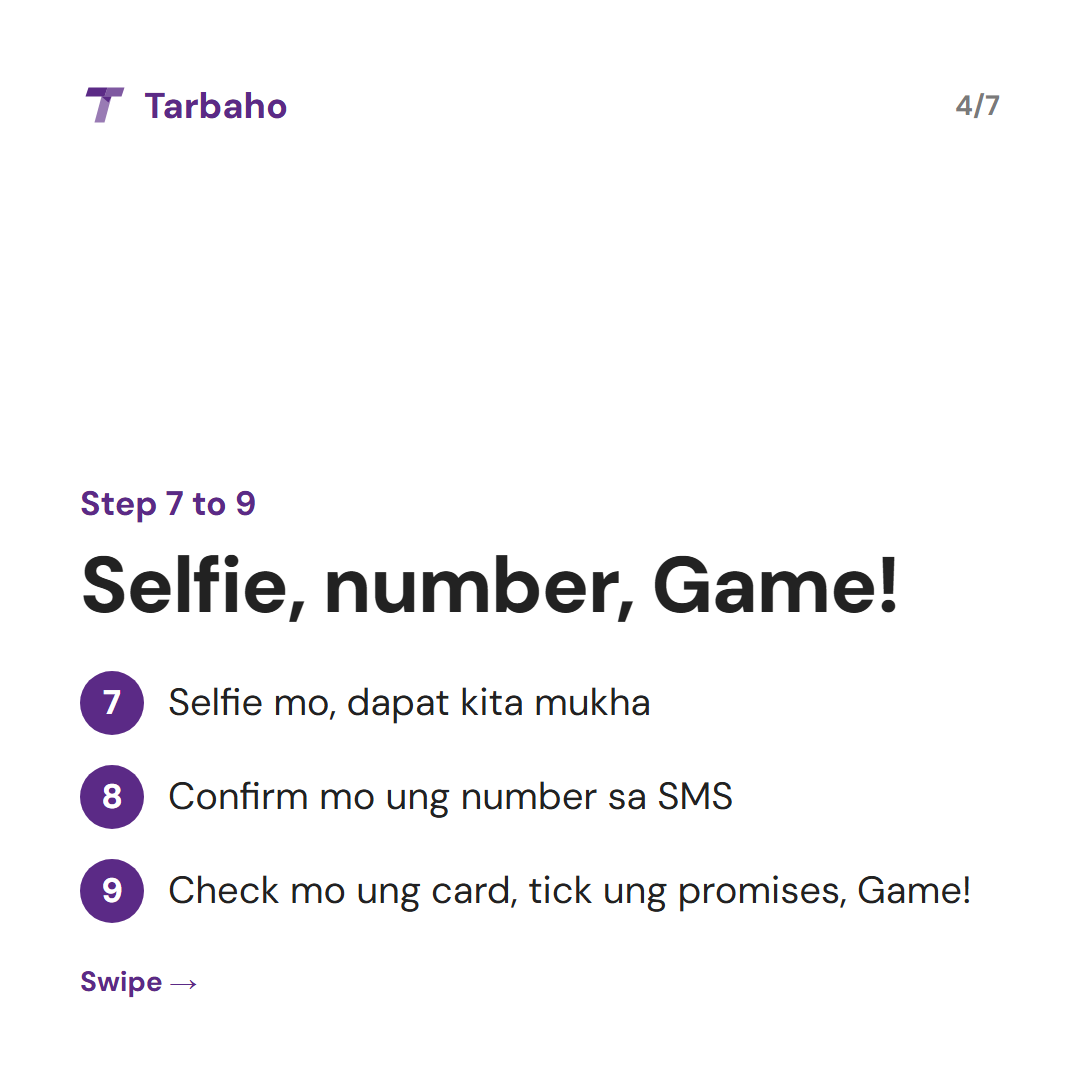 Tarbaho
4/7
Step 7 to 9
Selfie, number, Game!
7 Selfie mo, dapat kita mukha
8 Confirm mo ung number sa SMS
9 Check mo ung card, tick ung promises, Game!
Swipe →